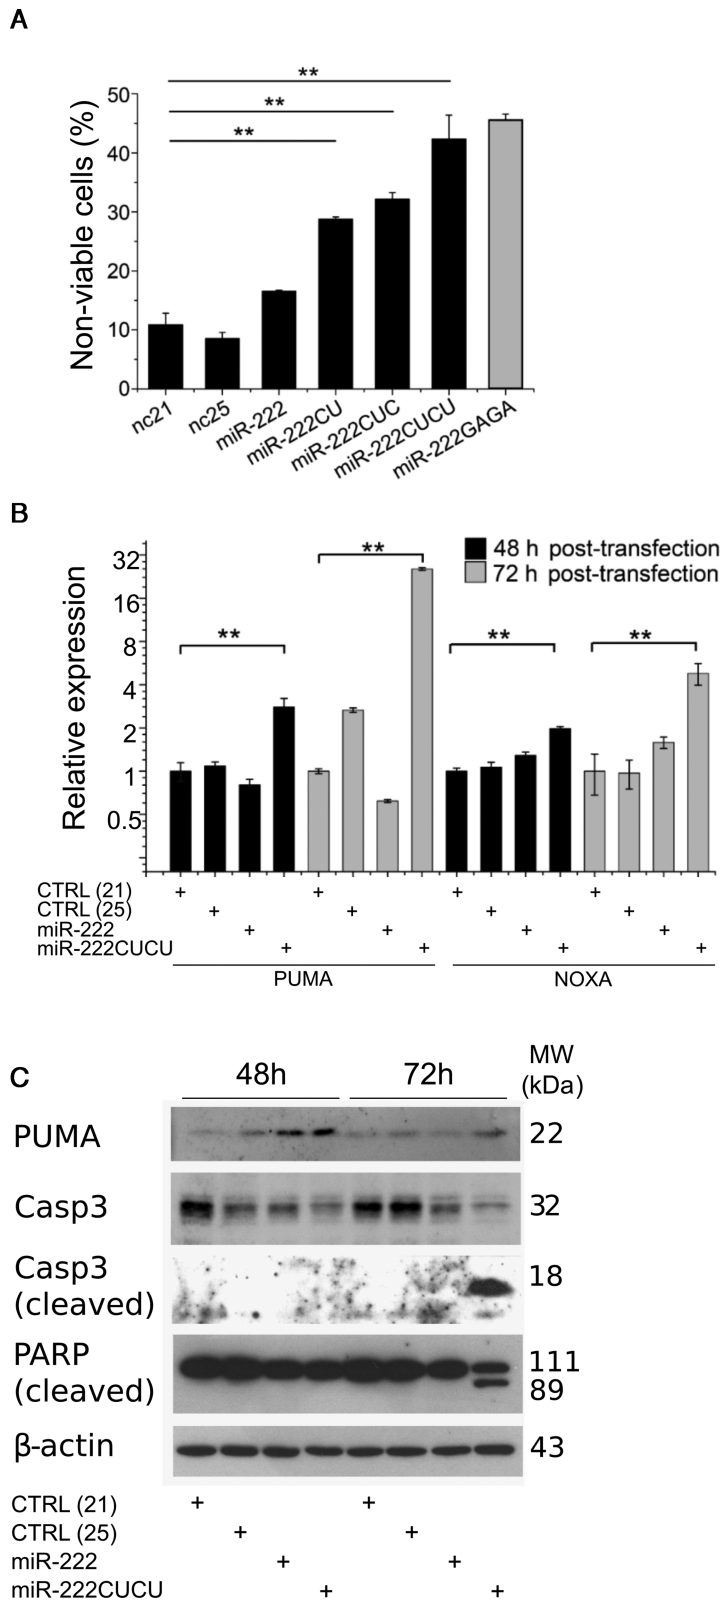 A
Non-viable cells (%)
50
40
30
20
10
0
**
**
**
nc21
nc25
miR-222
miR-222CU
miR-222CUC
miR-222CUCU
miR-222GAGA
B
Relative expression
32
16
8
4
2
1
0.5
48 h post-transfection
72 h post-transfection
**
**
**
**
CTRL (21) + + + +
CTRL (25) + + + +
miR-222 + + + +
miR-222CUCU + + + +
PUMA NOXA
C
48h 72h MW
(kDa)
PUMA 22
Casp3 32
Casp3
(cleaved) 18
PARP
(cleaved) 111
89
β-actin 43
CTRL (21) + +
CTRL (25) + +
miR-222 + +
miR-222CUCU + +